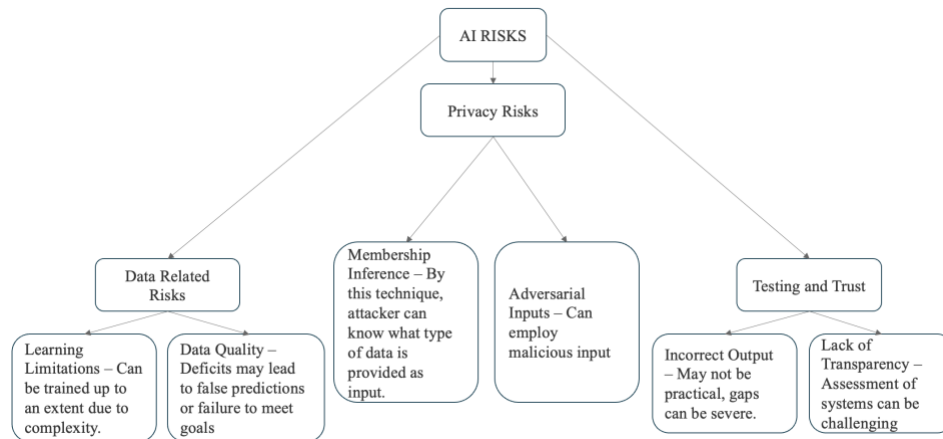 AI RISKS
Privacy Risks
Data Related
Risks
Membership
Inference – By
this technique,
attacker can
know what type
of data is
provided as
input.
Adversarial
Inputs – Can
employ
malicious input
Testing and Trust
Learning
Limitations – Can
be trained up to
an extent due to
complexity.
Data Quality –
Deficits may lead
to false predictions
or failure to meet
goals
Incorrect Output
– May not be
practical, gaps
can be severe.
Lack of
Transparency –
Assessment of
systems can be
challenging